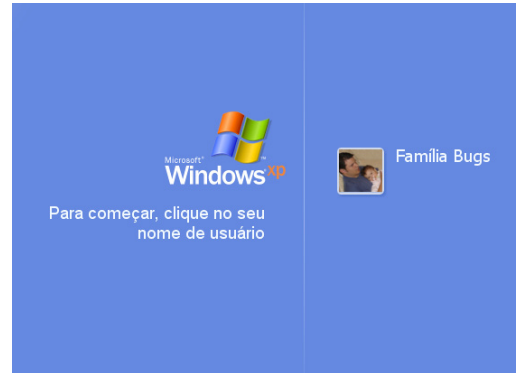 Microsoft®
Windows xp
Para começar, clique no seu
nome de usuário
Família Bugs